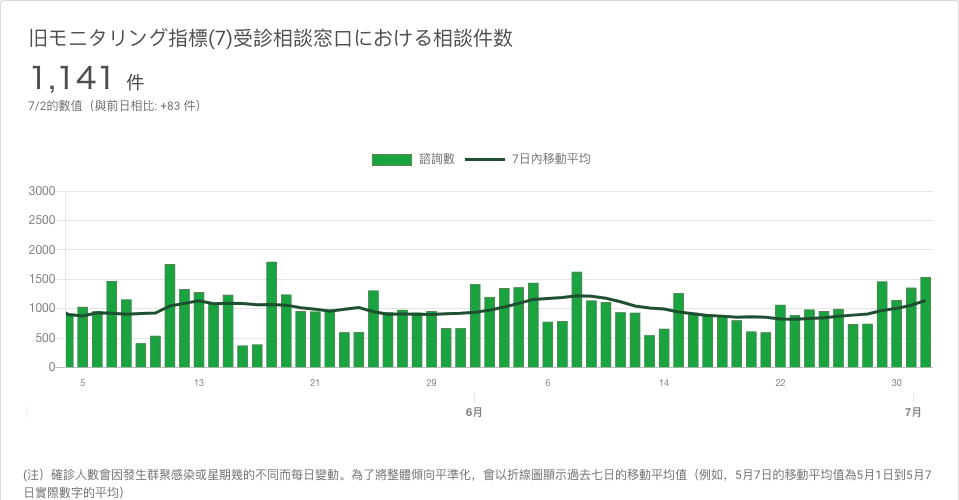 旧モニタリング指標(7)受診相談窓口における相談件数
1,141 件
7/2的數值（與前日相比: +83 件）
諮詢數 7日內移動平均
3000
2500
2000
1500
1000
500
0
5 13 21 29 6 14 22 30
6月 7月
(注）確診人數會因發生群聚感染或星期幾的不同而每日變動。為了將整體傾向平準化，會以折線圖顯示過去七日的移動平均值（例如，5月7日的移動平均值為5月1日到5月7
日實際數字的平均）